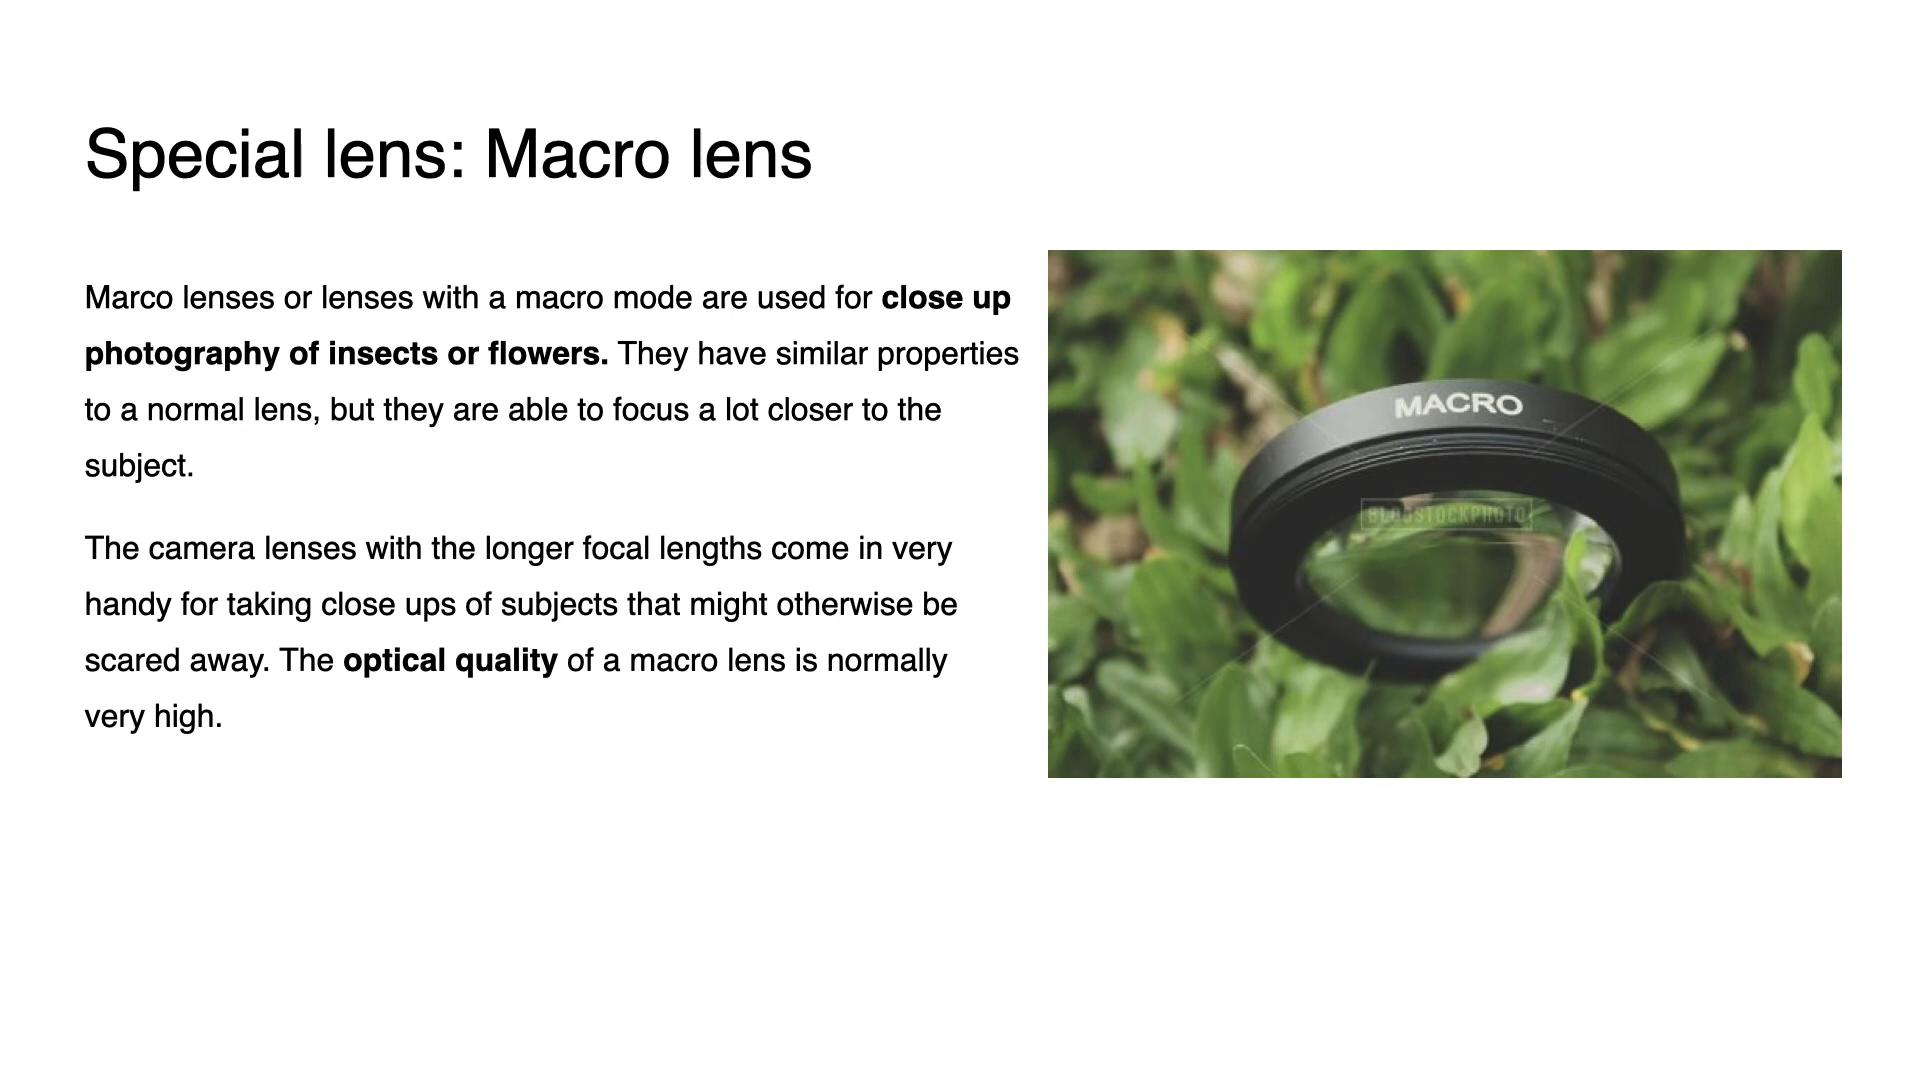 Special lens: Macro lens
Marco lenses or lenses with a macro mode are used for close up
photography of insects or flowers. They have similar properties
to a normal lens, but they are able to focus a lot closer to the
subject.
The camera lenses with the longer focal lengths come in very
handy for taking close ups of subjects that might otherwise be
scared away. The optical quality of a macro lens is normally
very high.
MACRO
BLOGSTOCKPHOTO